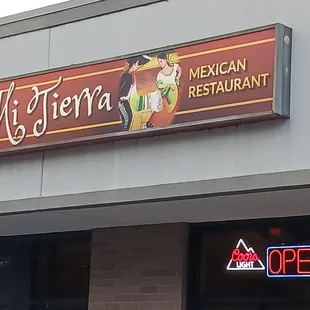 Mi Tierra
MEXICAN
RESTAURANT
Coors
LIGHT
OPE